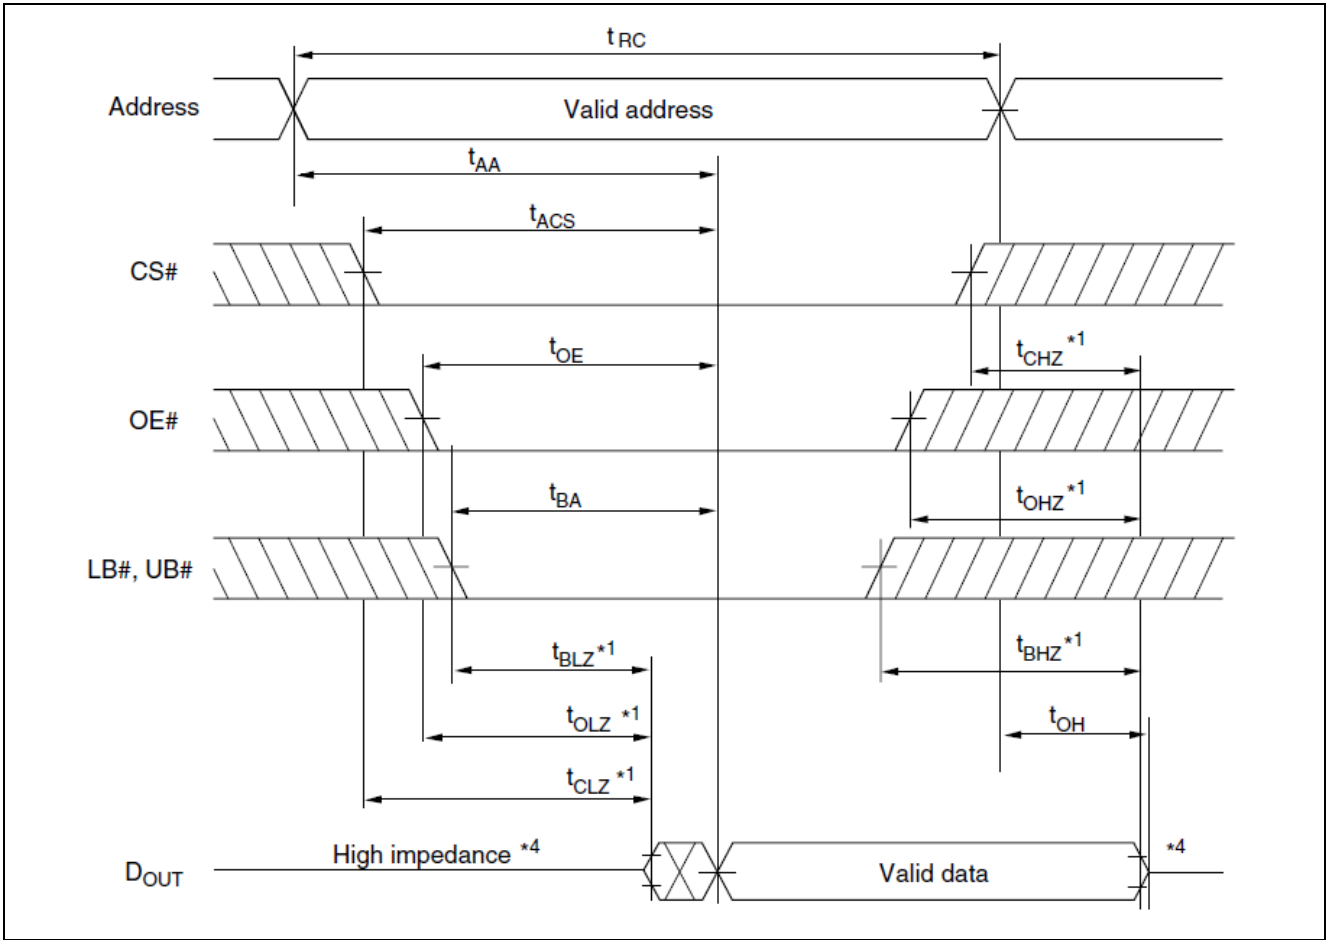 tRC
Address
Valid address
tAA
tACS
CS#
tOE
tCHZ *1
OE#
tBA
tOHZ *1
LB#, UB#
tBLZ *1
tBHZ *1
tOLZ *1
tOH
tCLZ *1
High impedance *4
*4
DOUT
Valid data